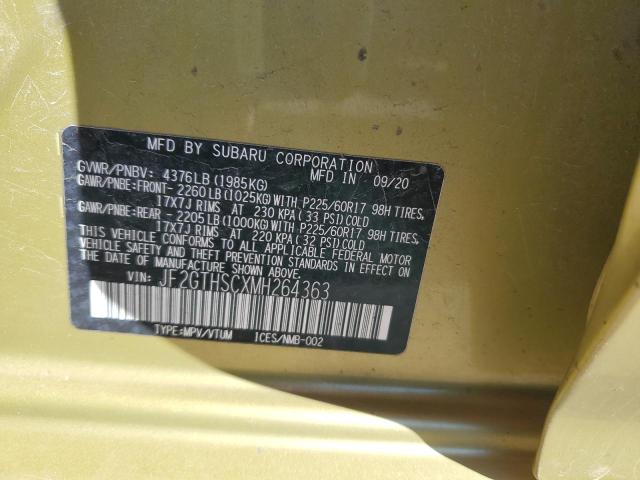 MFD BY SUBARU CORPORATION
GVWR/PNBV: 4376LB (1985KG) MFD IN 09/20
GAWR/PNBE:FRONT- 2260LB (1025KG) WITH P225/60R17 98H TIRES,
17X7J RIMS AT 230 KPA( 33 PSI) COLD
GAWR/PNBE:REAR - 2205LB (1000KG) WITH P225/60R17 98H TIRES,
17X7J RIMS AT 220 KPA( 32 PSI) COLD
THIS VEHICLE CONFORMS TO ALL APPLICABLE FEDERAL MOTOR
VEHICLE SAFETY AND THEFT PREVENTION STANDARDS IN EFFECT ON
THE DATE OF MANUFACTURE SHOWN ABOVE.
VIN: JF2GTHSCXMH264363
TYPE:MPV/VTUM ICES/NMB-002